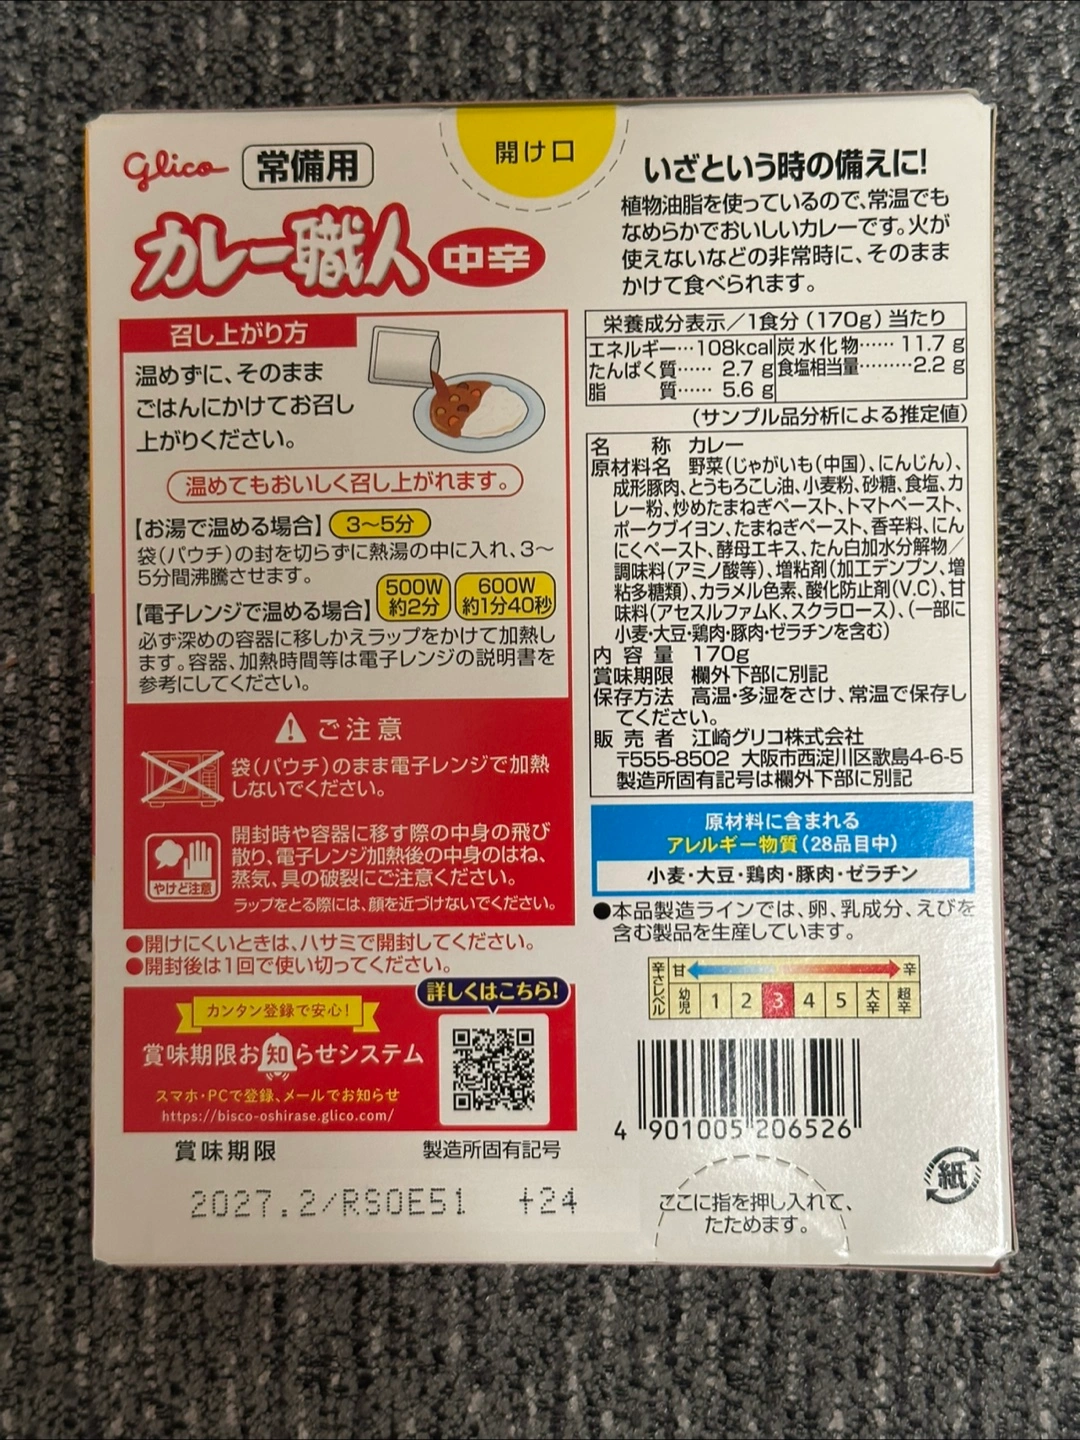 Glico 常備用
カレー職人 中辛
開け口
いざという時の備えに!
植物油脂を使っているので、常温でも
なめらかでおいしいカレーです。火が
使えないなどの非常時に、そのまま
かけて食べられます。
召し上がり方
温めずに、そのまま
ごはんにかけてお召し
上がりください。
温めてもおいしく召し上がれます。
【お湯で温める場合】 3〜5分
袋(パウチ)の封を切らずに熱湯の中に入れ、3〜
5分間沸騰させます。
【電子レンジで温める場合】 500W 約2分 600W 約1分40秒
必ず深めの容器に移しかえラップをかけて加熱し
ます。容器、加熱時間等は電子レンジの説明書を
参考にしてください。
ご注意
袋(パウチ)のまま電子レンジで加熱
しないでください。
やけど注意
開封時や容器に移す際の中身の飛び
散り、電子レンジ加熱後の中身のはね、
蒸気、具の破裂にご注意ください。
ラップをとる際には、顔を近づけないでください。
●開けにくいときは、ハサミで開封してください。
●開封後は1回で使い切ってください。
カンタン登録で安心!
詳しくはこちら!
賞味期限お知らせシステム
スマホ・PCで登録、メールでお知らせ
https://bisco-oshirase.glico.com/
賞味期限 製造所固有記号
2027.2/RSOE51 +24
栄養成分表示/1食分(170g)当たり
エネルギー…108kcal 炭水化物…… 11.7 g
たんぱく質…… 2.7 g 食塩相当量………2.2 g
脂 質…… 5.6 g
(サンプル品分析による推定値)
名 称 カレー
原材料名 野菜(じゃがいも(中国)、にんじん)、
成形豚肉、とうもろこし油、小麦粉、砂糖、食塩、カ
レー粉、炒めたまねぎペースト、トマトペースト、
ポークブイヨン、たまねぎペースト、香辛料、にん
にくペースト、酵母エキス、たん白加水分解物/
調味料(アミノ酸等)、増粘剤(加工デンプン、増
粘多糖類)、カラメル色素、酸化防止剤(V.C)、甘
味料(アセスルファムK、スクラロース)、(一部に
小麦・大豆・鶏肉・豚肉・ゼラチンを含む)
内容量 170g
賞味期限 欄外下部に別記
保存方法 高温・多湿をさけ、常温で保存し
てください。
販売者 江崎グリコ株式会社
〒555-8502 大阪市西淀川区歌島4-6-5
製造所固有記号は欄外下部に別記
原材料に含まれる
アレルギー物質(28品目中)
小麦・大豆・鶏肉・豚肉・ゼラチン
●本品製造ラインでは、卵、乳成分、えびを
含む製品を生産しています。
辛さレベル 甘 辛
幼児 1 2 3 4 5 大辛 超辛
4 901005 206526
紙
ここに指を押し入れて、
たためます。